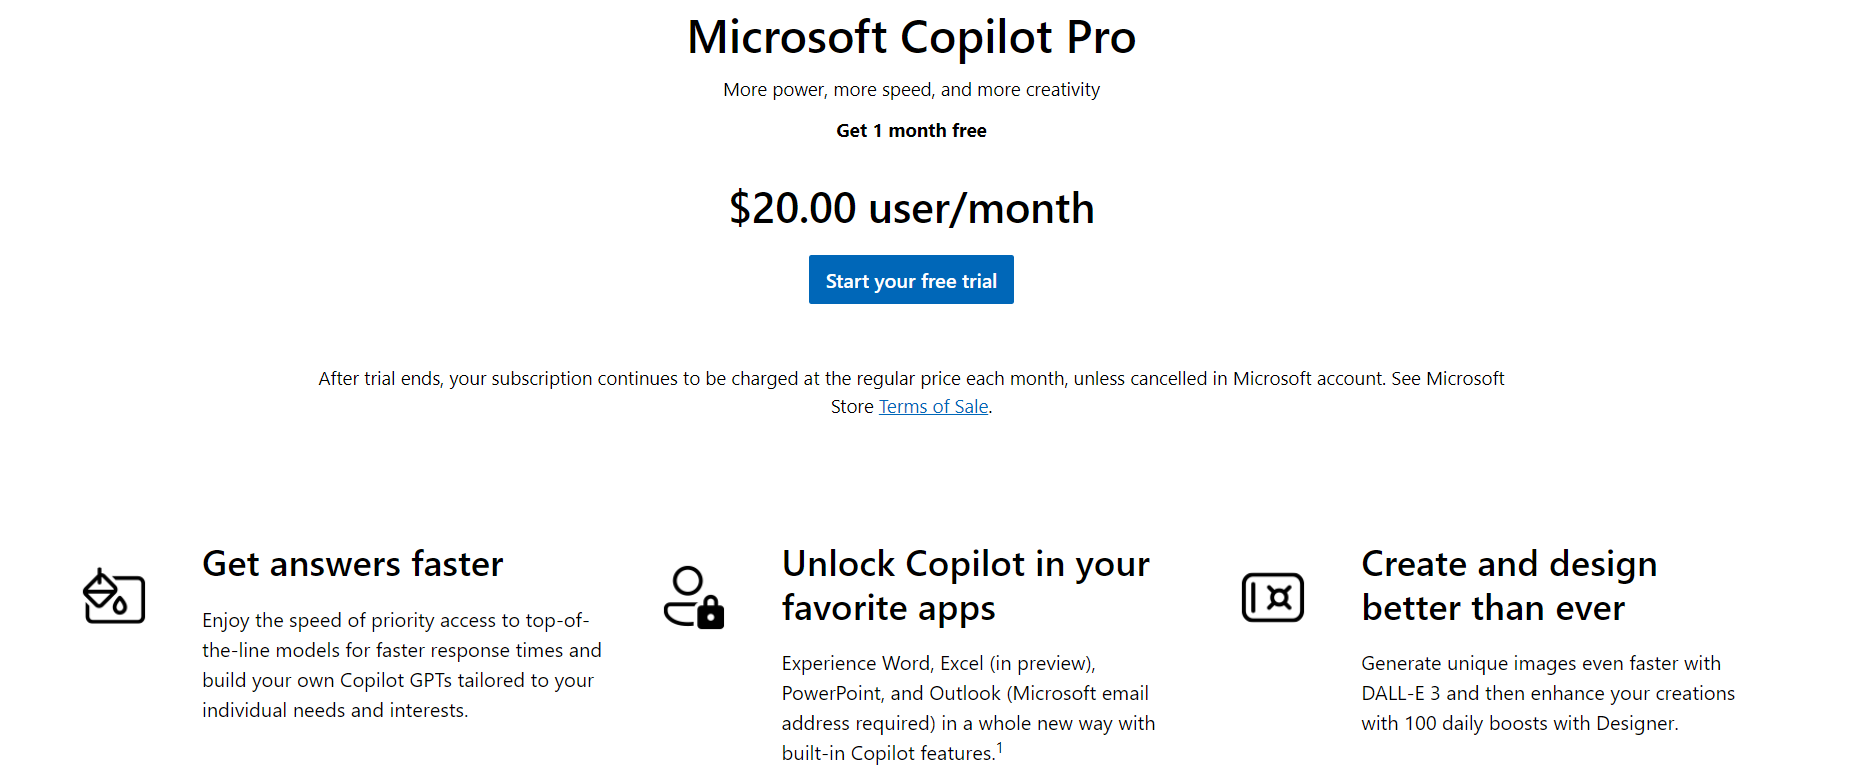 Microsoft Copilot Pro
More power, more speed, and more creativity
Get 1 month free
$20.00 user/month
Start your free trial
After trial ends, your subscription continues to be charged at the regular price each month, unless cancelled in Microsoft account. See Microsoft
Store Terms of Sale.
Get answers faster
Enjoy the speed of priority access to top-of-
the-line models for faster response times and
build your own Copilot GPTs tailored to your
individual needs and interests.
Unlock Copilot in your
favorite apps
Experience Word, Excel (in preview),
PowerPoint, and Outlook (Microsoft email
address required) in a whole new way with
built-in Copilot features.¹
Create and design
better than ever
Generate unique images even faster with
DALL-E 3 and then enhance your creations
with 100 daily boosts with Designer.